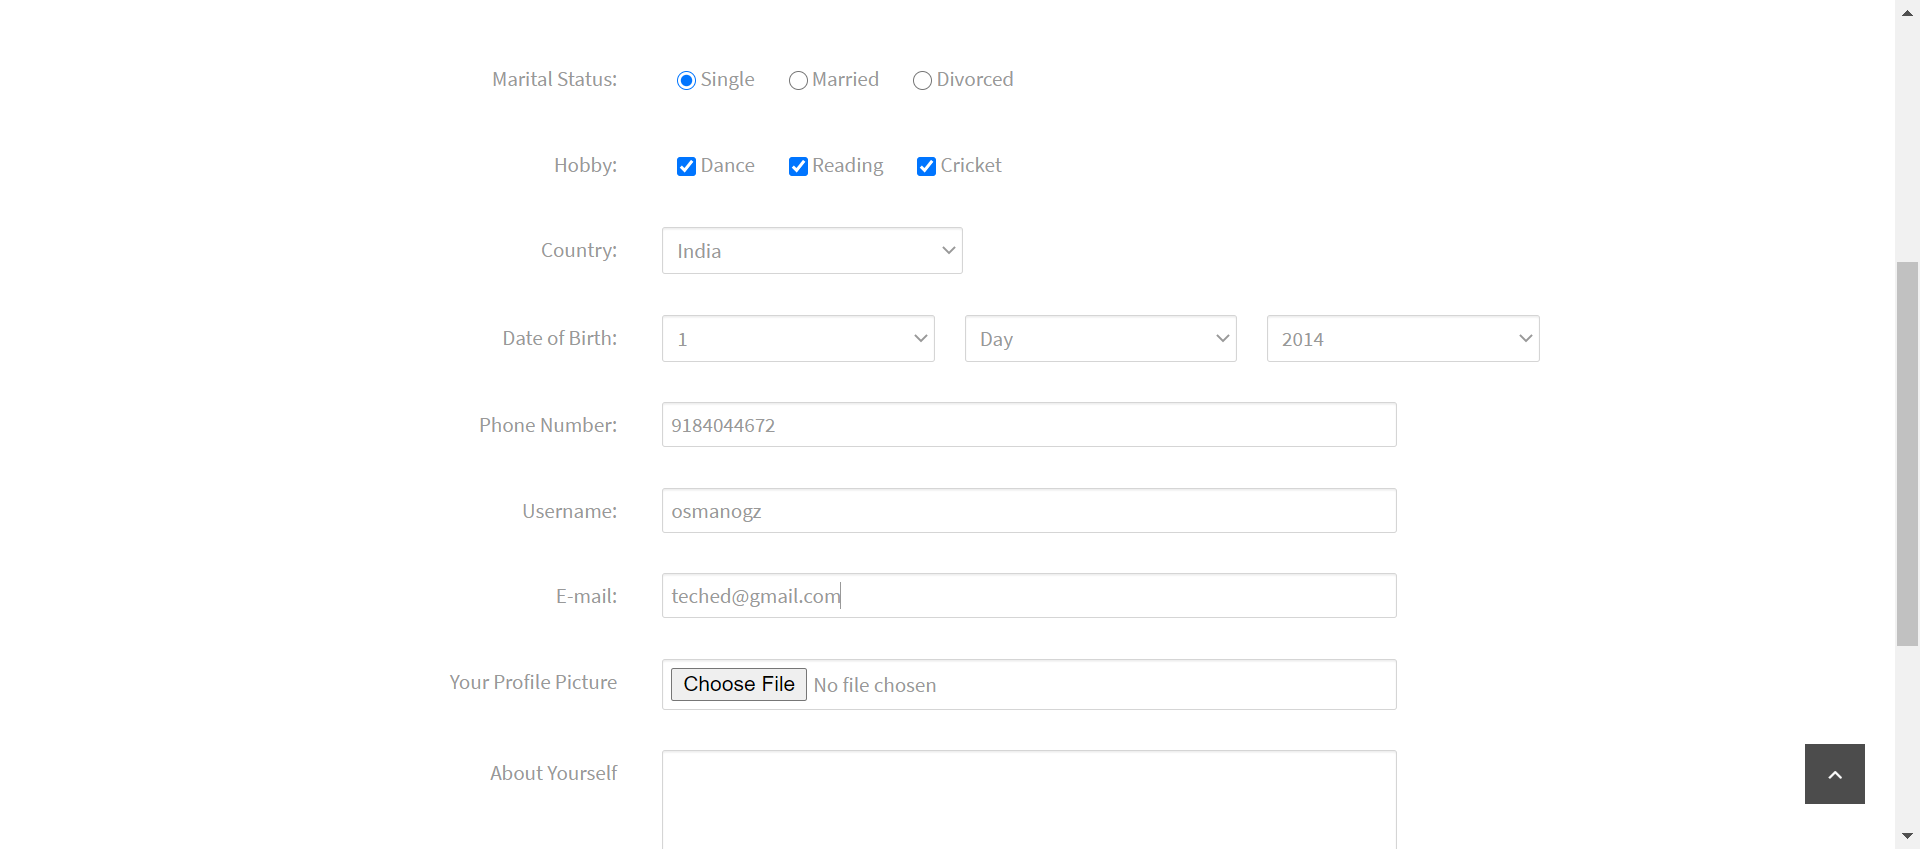 Marital Status: Single Married Divorced
Hobby: Dance Reading Cricket
Country: India
Date of Birth: 1 Day 2014
Phone Number: 9184044672
Username: osmanogz
E-mail: teched@gmail.com
Your Profile Picture Choose File No file chosen
About Yourself